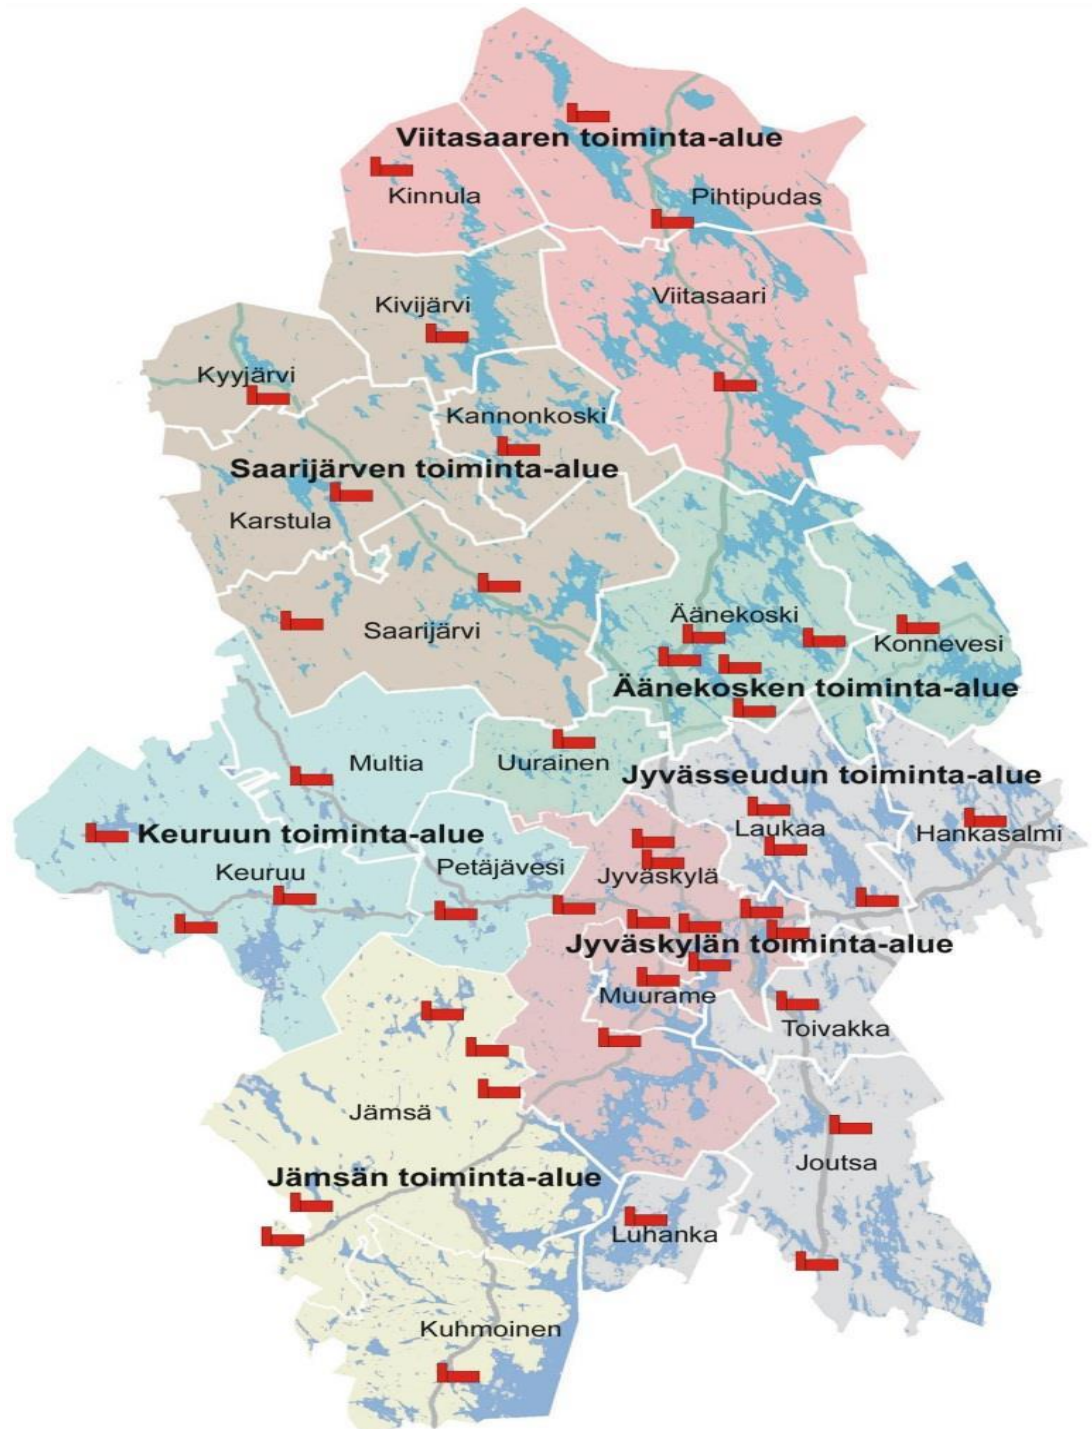 Viitasaaren toiminta-alue
Kinnula
Pihtipudas
Viitasaari
Kivijärvi
Kyyjärvi
Kannonkoski
Saarijärven toiminta-alue
Karstula
Äänekoski
Saarijärvi
Konnevesi
Äänekosken toiminta-alue
Multia
Uurainen
Jyvässeudun toiminta-alue
Keuruun toiminta-alue
Laukaa
Hankasalmi
Keuruu
Petäjävesi
Jyväskylä
Jyväskylän toiminta-alue
Muurame
Toivakka
Jämsä
Joutsa
Jämsän toiminta-alue
Luhanka
Kuhmoinen